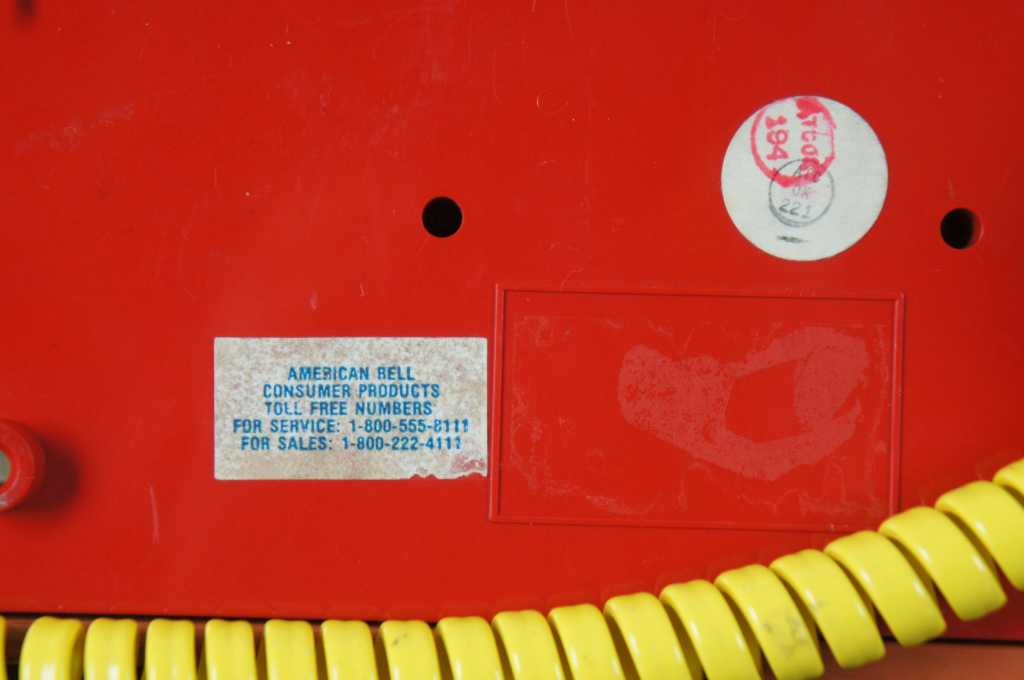 AMERICAN BELL
CONSUMER PRODUCTS
TOLL FREE NUMBERS
FOR SERVICE: 1-800-555-8111
FOR SALES: 1-800-222-4111
194
221